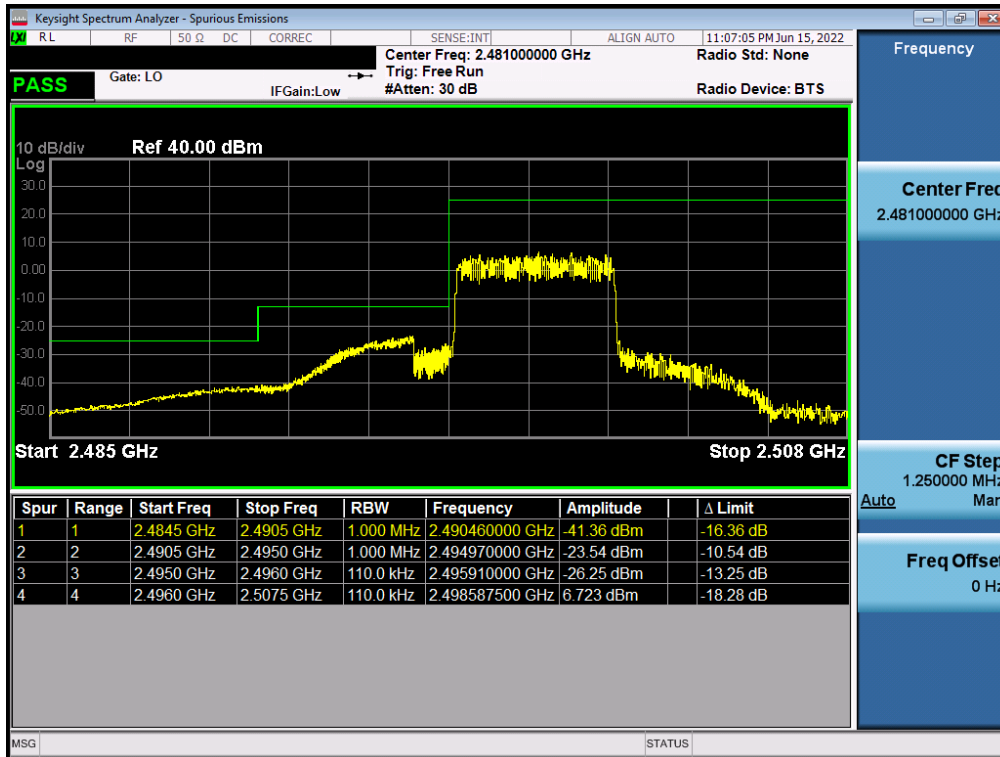 Keysight Spectrum Analyzer - Spurious Emissions
LXI RL RF 50 Ω DC CORREC SENSE:INT ALIGN AUTO 11:07:05 PM Jun 15, 2022
Center Freq: 2.481000000 GHz Radio Std: None
PASS Gate: LO Trig: Free Run
IFGain:Low #Atten: 30 dB Radio Device: BTS
10 dB/div Ref 40.00 dBm
Log
30.0
20.0
10.0
0.00
-10.0
-20.0
-30.0
-40.0
-50.0
Start 2.485 GHz Stop 2.508 GHz
Spur Range Start Freq Stop Freq RBW Frequency Amplitude Δ Limit
1 1 2.4845 GHz 2.4905 GHz 1.000 MHz 2.490460000 GHz -41.36 dBm -16.36 dB
2 2 2.4905 GHz 2.4950 GHz 1.000 MHz 2.494970000 GHz -23.54 dBm -10.54 dB
3 3 2.4950 GHz 2.4960 GHz 110.0 kHz 2.495910000 GHz -26.25 dBm -13.25 dB
4 4 2.4960 GHz 2.5075 GHz 110.0 kHz 2.498587500 GHz 6.723 dBm -18.28 dB
MSG STATUS
Frequency
Center Freq
2.481000000 GHz
CF Step
1.250000 MHz
Auto Man
Freq Offset
0 Hz